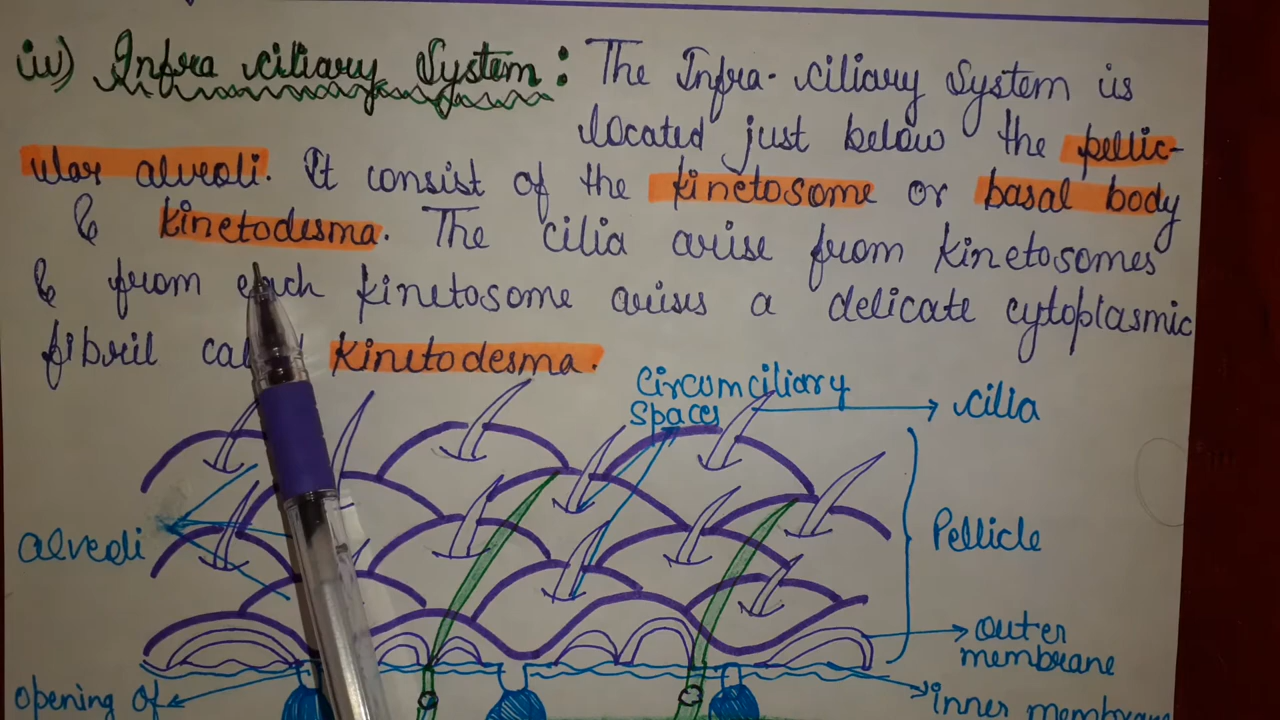 iv) Infra ciliary System: The Infra-ciliary System is
located just below the pellic-
ular alveoli. It consist of the kinetosome or basal body
& kinetodesma. The cilia arise from kinetosomes
& from each kinetosome arises a delicate cytoplasmic
fibril kinetodesma.
Circumciliary
spaces
cilia
alveoli
Pellicle
outer
membrane
opening of
inner